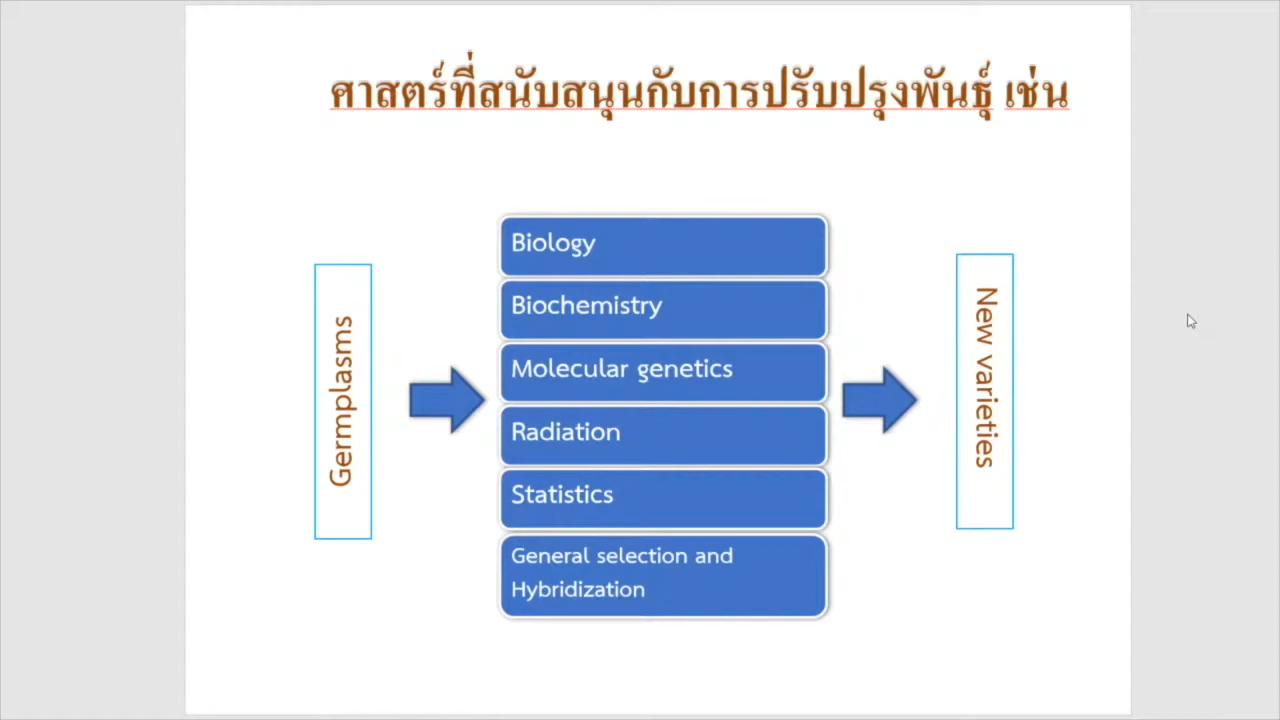 ศาสตร์ที่สนับสนุนกับการปรับปรุงพันธุ์ เช่น
Germplasms
Biology
Biochemistry
Molecular genetics
Radiation
Statistics
General selection and
Hybridization
New varieties